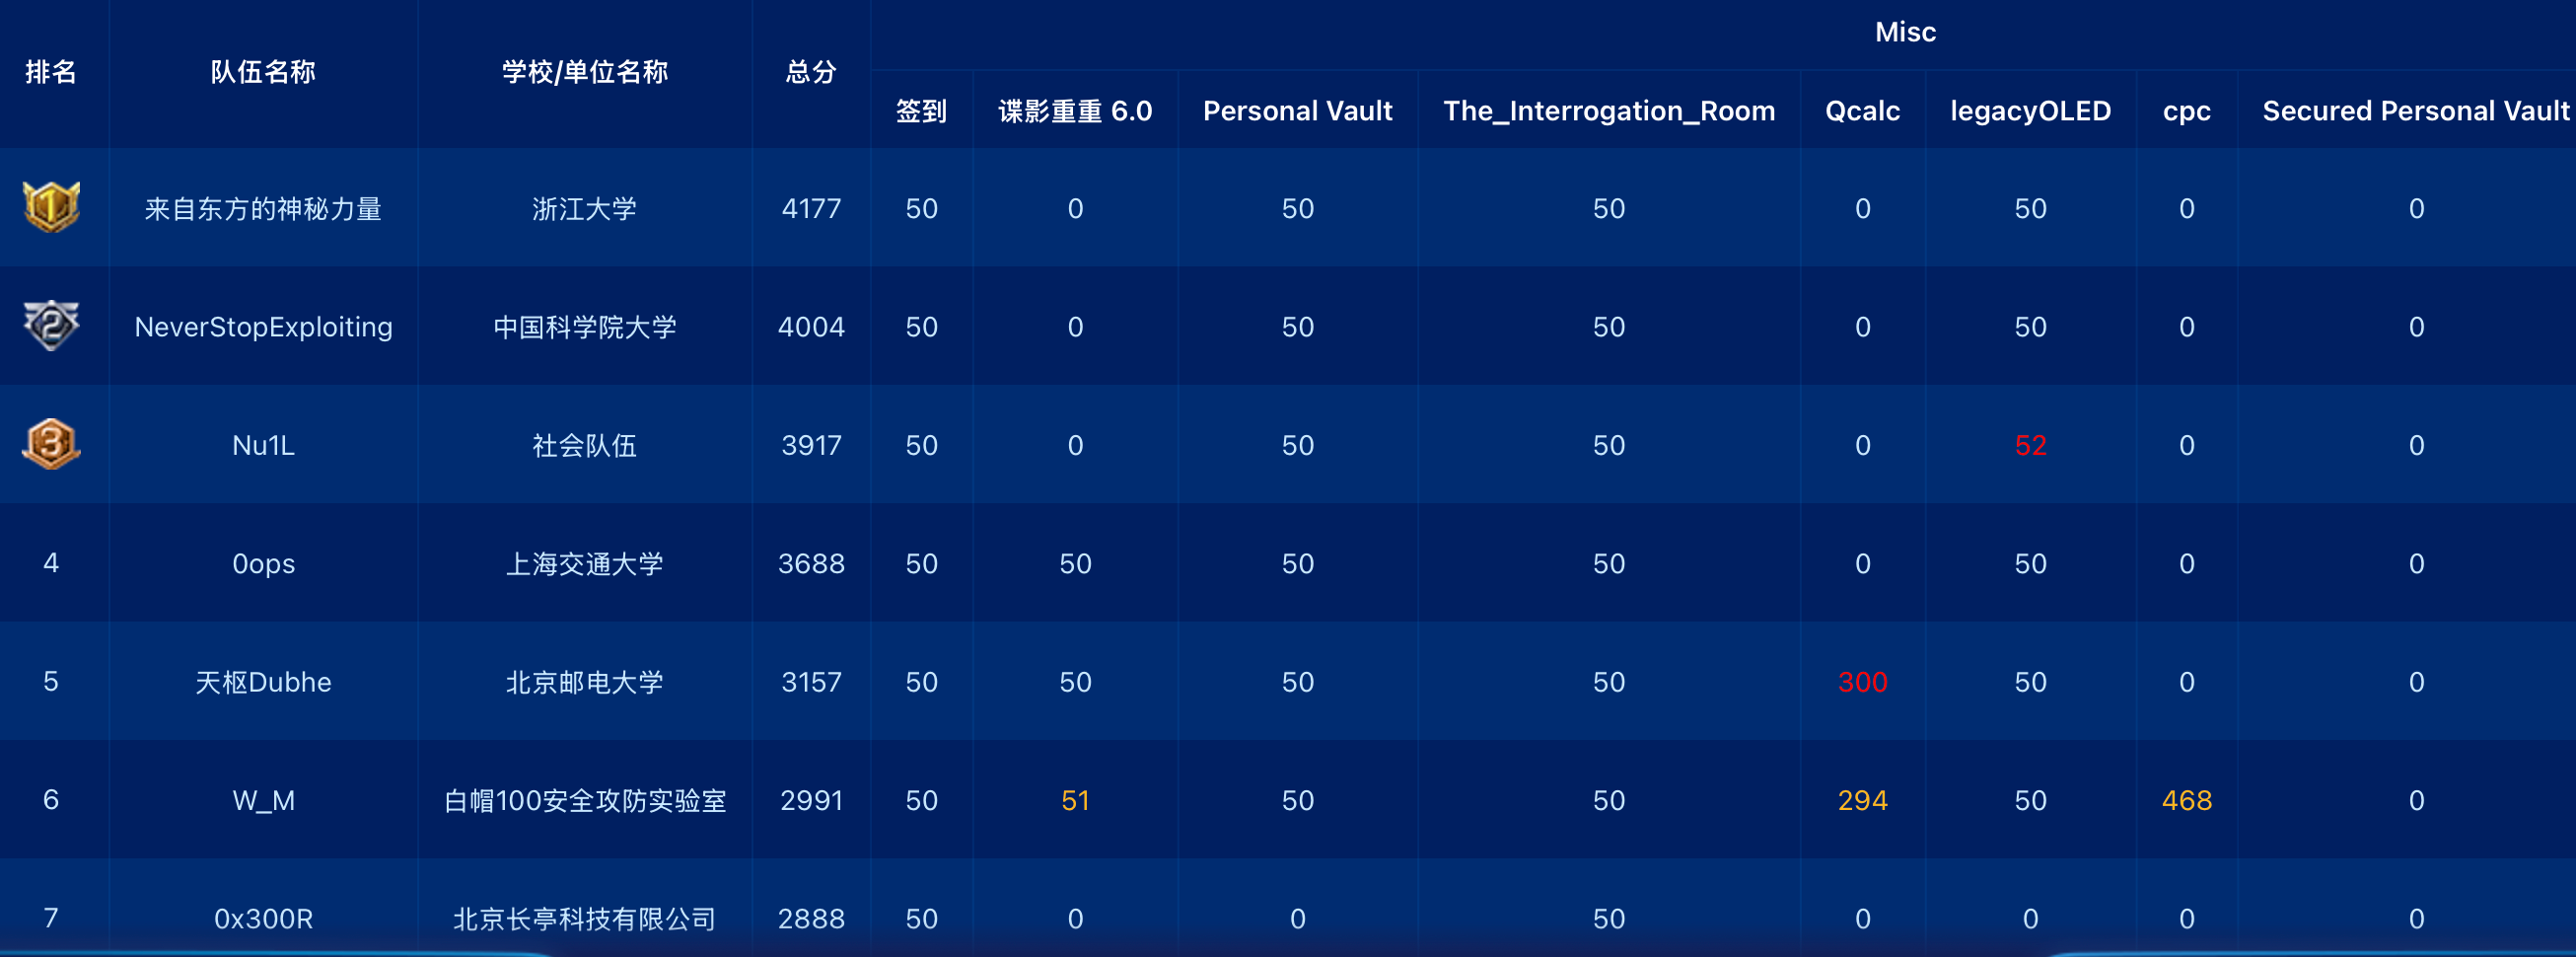 排名 队伍名称 学校/单位名称 总分 Misc
签到 谍影重重 6.0 Personal Vault The_Interrogation_Room Qcalc legacyOLED cpc Secured Personal Vault
1 来自东方的神秘力量 浙江大学 4177 50 0 50 50 0 50 0 0
2 NeverStopExploiting 中国科学院大学 4004 50 0 50 50 0 50 0 0
3 Nu1L 社会队伍 3917 50 0 50 50 0 52 0 0
4 0ops 上海交通大学 3688 50 50 50 50 0 50 0 0
5 天枢Dubhe 北京邮电大学 3157 50 50 50 50 300 50 0 0
6 W_M 白帽100安全攻防实验室 2991 50 51 50 50 294 50 468 0
7 0x300R 北京长亭科技有限公司 2888 50 0 0 50 0 0 0 0